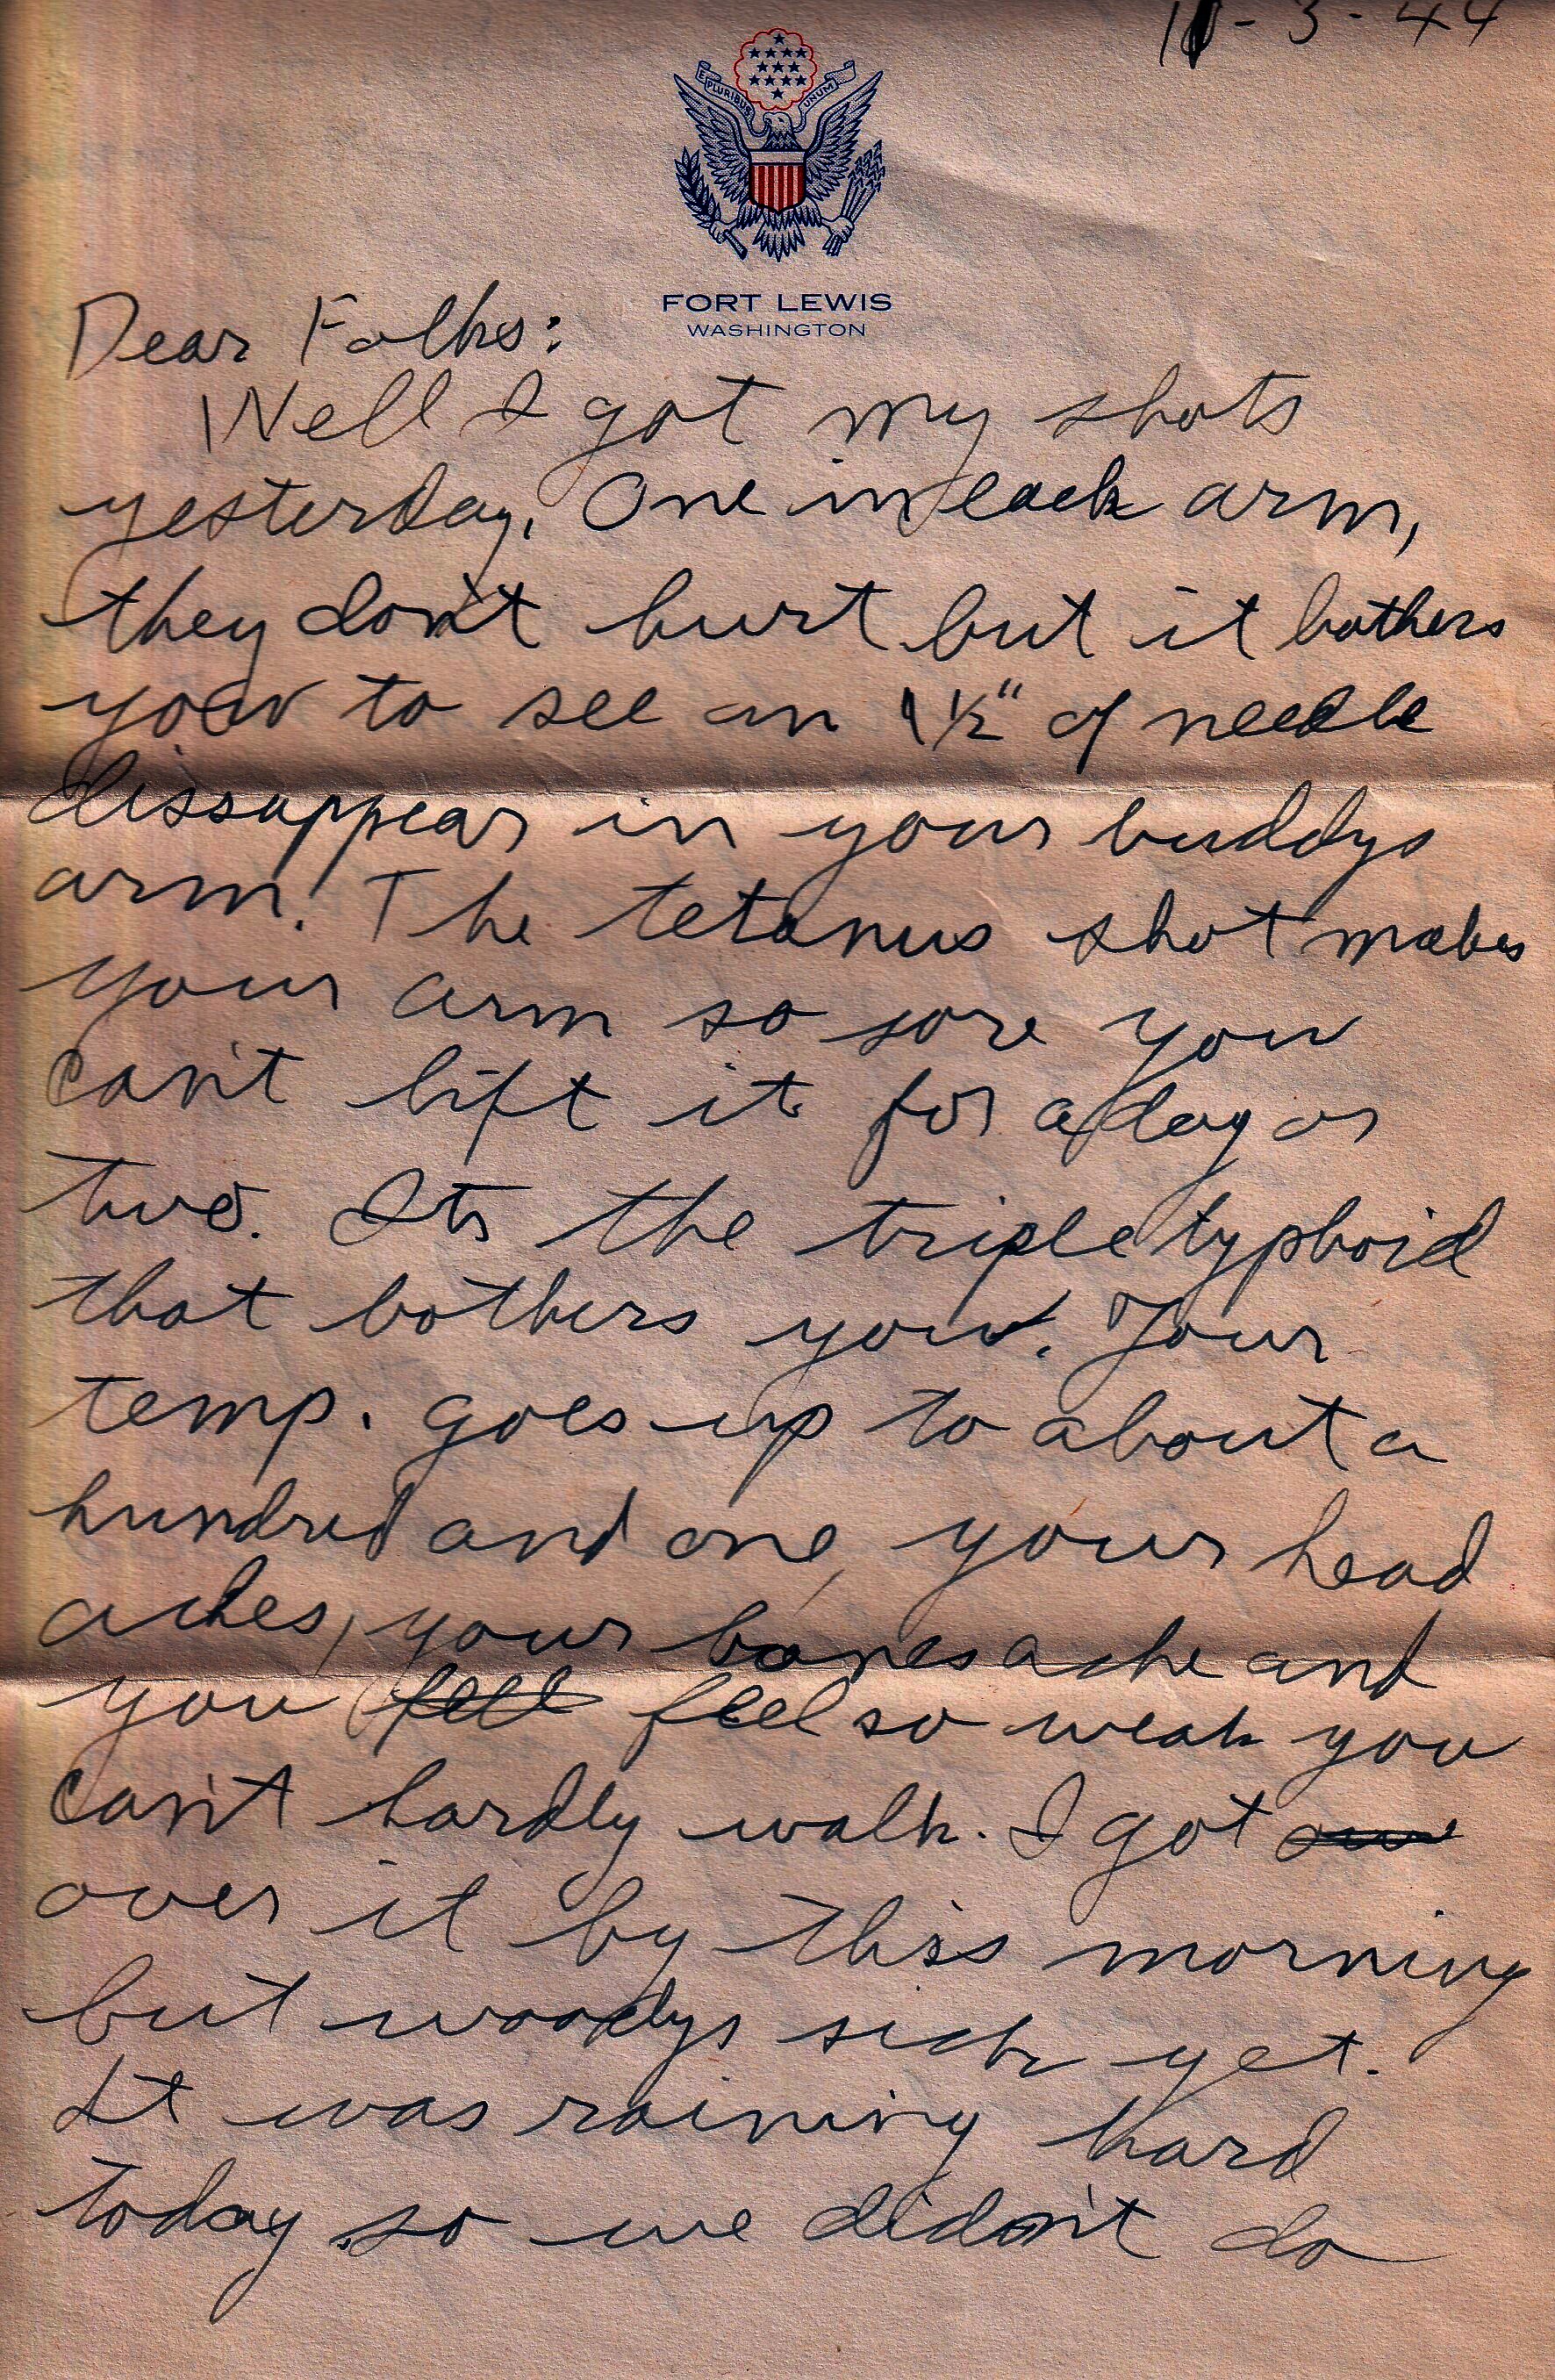 11-3-44
E PLURIBUS UNUM
FORT LEWIS
WASHINGTON
Dear Folks:
Well I got my shots
yesterday. One in each arm,
they don't hurt but it bothers
you to see an 1 1/2" of needle
dissappear in your buddys
arm. The tetanus shot makes
your arm so sore you
can't lift it for a day or
two. Its the triple typhoid
that bothers you. Your
temp. goes up to about a
hundred and one, your head
aches, your bones ache and
you feel so weak you
can't hardly walk. I got
over it by this morning
but woodys sick yet.
It was raining hard
today so we didn't do